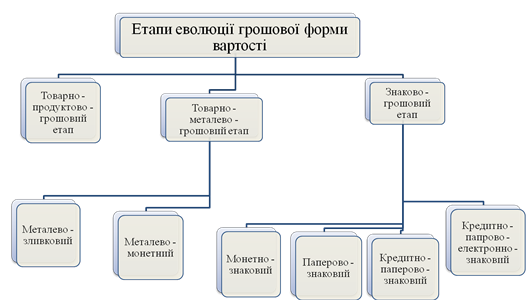 Етапи еволюції грошової форми
вартості
Товарно-
продуктово -
грошовий
етап
Товарно -
металево -
грошовий етап
Знаково -
грошовий
етап
Металево -
зливковий
Металево -
монетний
Монетно -
знаковий
Паперово -
знаковий
Кредитно -
паперово -
знаковий
Кредитно -
папрово -
електронно -
знаковий